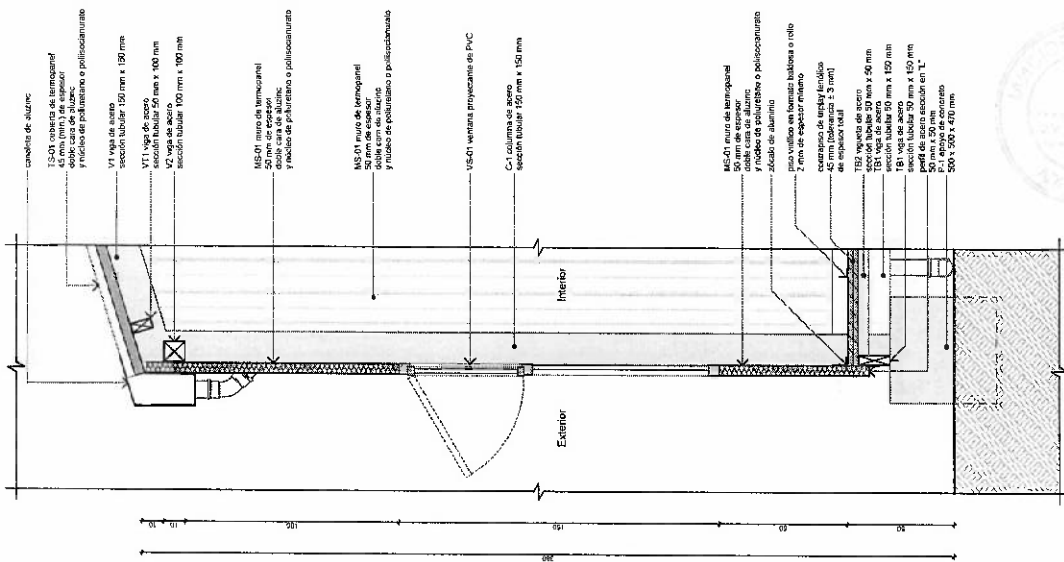 canaleta de aluzinc
TS-01 cobierta de termopanel
45 mm (mín.) de espesor
doble cara de aluzinc
y núcleo de poliuretano o poliisocianurato
V1 viga de acero
sección tubular 150 mm x 150 mm
VT1 viga de acero
sección tubular 50 mm x 100 mm
V2 viga de acero
sección tubular 100 mm x 100 mm
MS-01 muro de termopanel
50 mm de espesor
doble cara de aluzinc
y núcleo de poliuretano o poliisocianurato
MS-01 muro de termopanel
50 mm de espesor
doble cara de aluzinc
y núcleo de poliuretano o poliisocianurato
VS-01 ventana proyectante de PVC
C-1 columna de acero
sección tubular 150 mm x 150 mm
MS-01 muro de termopanel
50 mm de espesor
doble cara de aluzinc
y núcleo de poliuretano o poliisocianurato
zócalo de aluminio
piso vinílico en formato baldosa o rollo
2 mm de espesor mínimo
contrapiso de triplay fenólico
45 mm [tolerancia ± 3 mm]
de espesor total
TB2 vigueta de acero
sección tubular 50 mm x 50 mm
TB1 viga de acero
sección tubular 50 mm x 150 mm
TB1 viga de acero
sección tubular 50 mm x 150 mm
perfil de acero sección en "L"
50 mm x 50 mm
P-1 apoyo de concreto
500 x 500 x 470 mm
Interior
Exterior
10
10
100
150
60
50
380